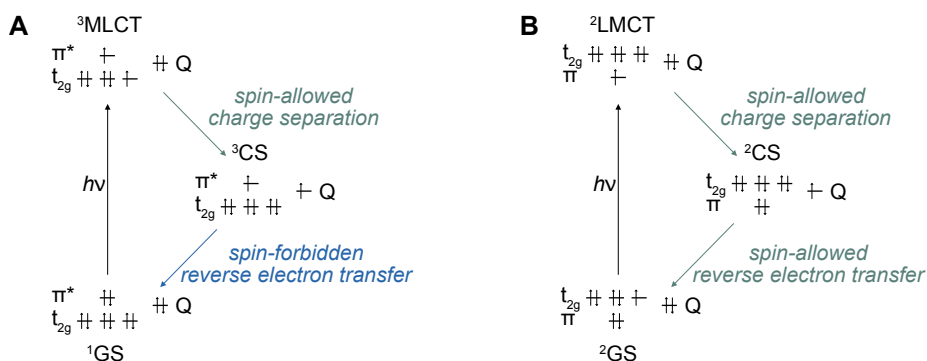 A
³MLCT
π*
t₂g
Q
spin-allowed
charge separation
³CS
π*
t₂g
Q
hν
spin-forbidden
reverse electron transfer
π*
t₂g
Q
¹GS
B
²LMCT
t₂g
π
Q
spin-allowed
charge separation
²CS
t₂g
π
Q
hν
spin-allowed
reverse electron transfer
t₂g
π
Q
²GS